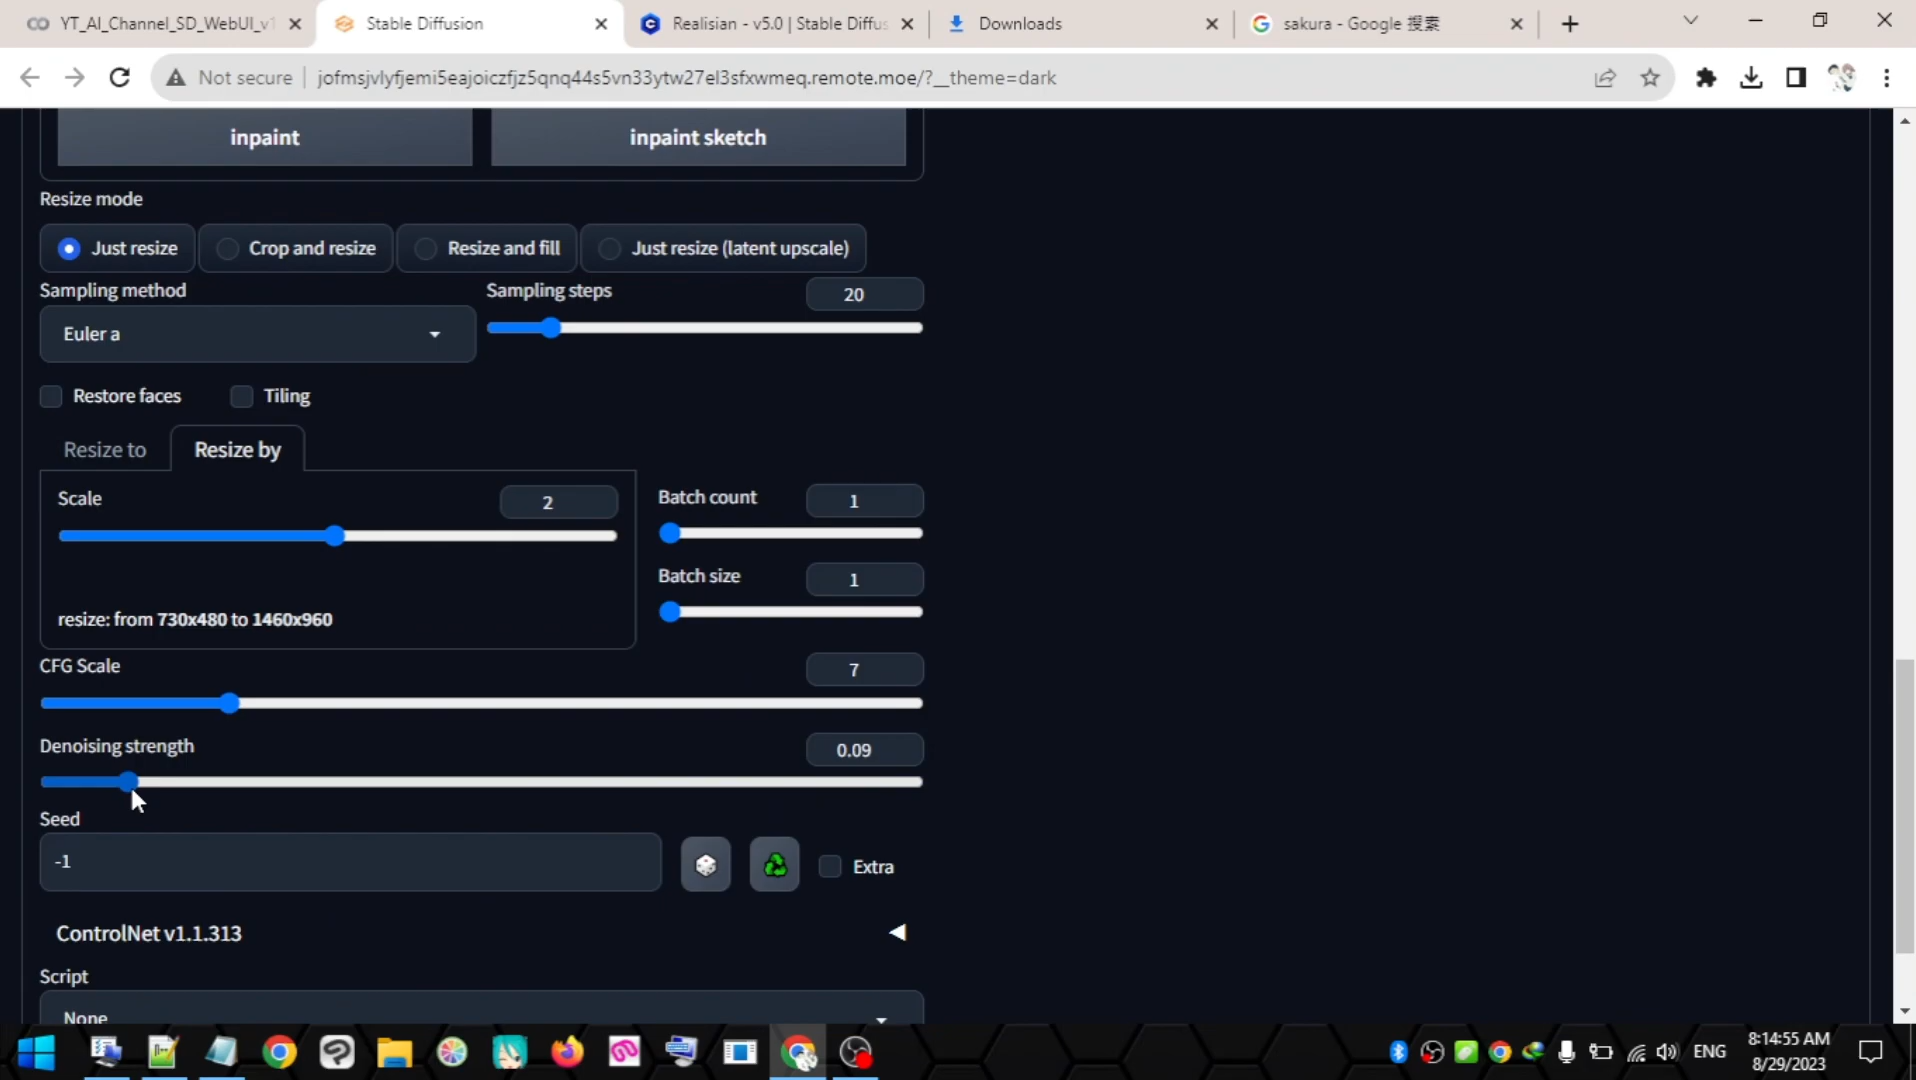 YT_AI_Channel_SD_WebUI_v1
Stable Diffusion
Realisian - v5.0 | Stable Diffus
Downloads
sakura - Google 搜索
Not secure
jofmsjvlyfjemi5eajoiczfjz5qnq44s5vn33ytw27el3sfxwmeq.remote.moe/?__theme=dark
inpaint
inpaint sketch
Resize mode
Just resize
Crop and resize
Resize and fill
Just resize (latent upscale)
Sampling method
Sampling steps
20
Euler a
Restore faces
Tiling
Resize to
Resize by
Scale
2
Batch count
1
Batch size
1
resize: from 730x480 to 1460x960
CFG Scale
7
Denoising strength
0.09
Seed
-1
Extra
ControlNet v1.1.313
Script
None
ENG
8:14:55 AM
8/29/2023